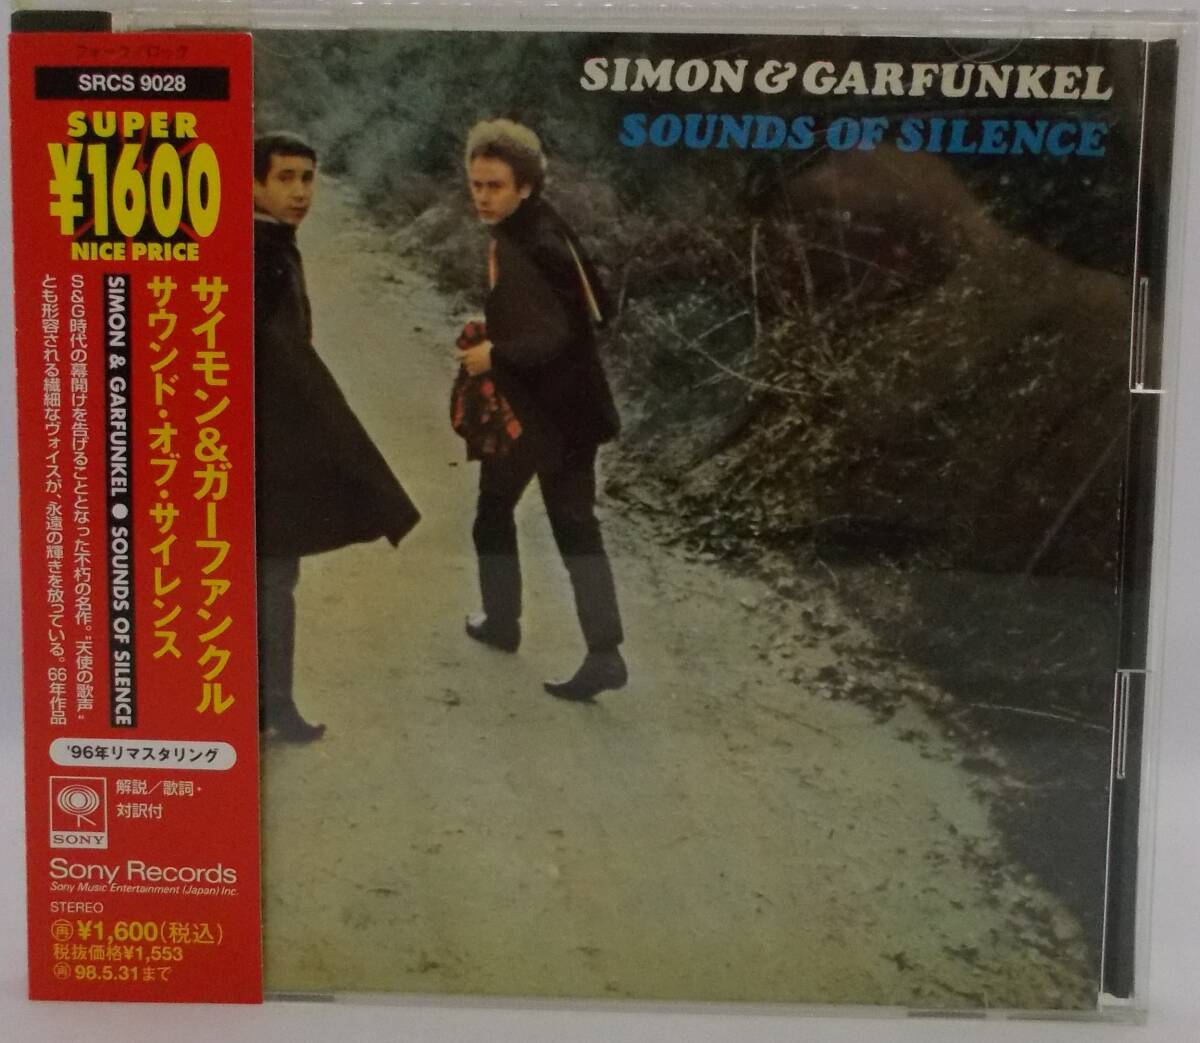 フォーク/ロック
SRCS 9028
SUPER
¥1600
NICE PRICE
サイモン&ガーファンクル
サウンド・オブ・サイレンス
SIMON & GARFUNKEL ● SOUNDS OF SILENCE
S&G時代の幕開けを告げることとなった不朽の名作。"天使の歌声"
とも形容される繊細なヴォイスが、永遠の輝きを放っている。66年作品
'96年リマスタリング
解説/歌詞・
対訳付
SONY
Sony Records
Sony Music Entertainment (Japan) Inc.
STEREO
再¥1,600(税込)
税抜価格¥1,553
再98.5.31まで
SIMON & GARFUNKEL
SOUNDS OF SILENCE